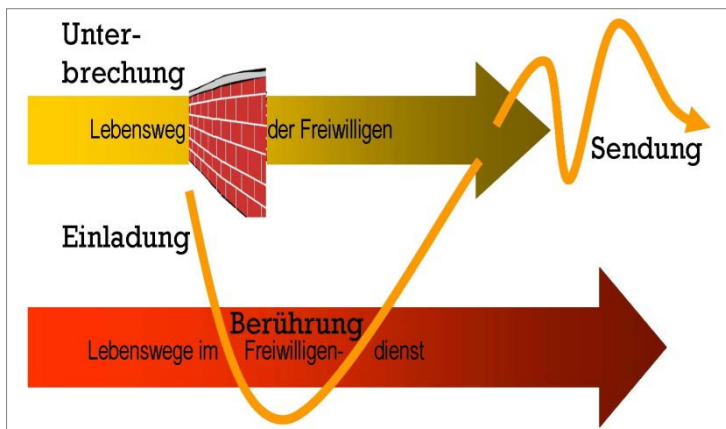 Unter-
brechung
Lebensweg der Freiwilligen
Sendung
Einladung
Berührung
Lebenswege im Freiwilligen- dienst